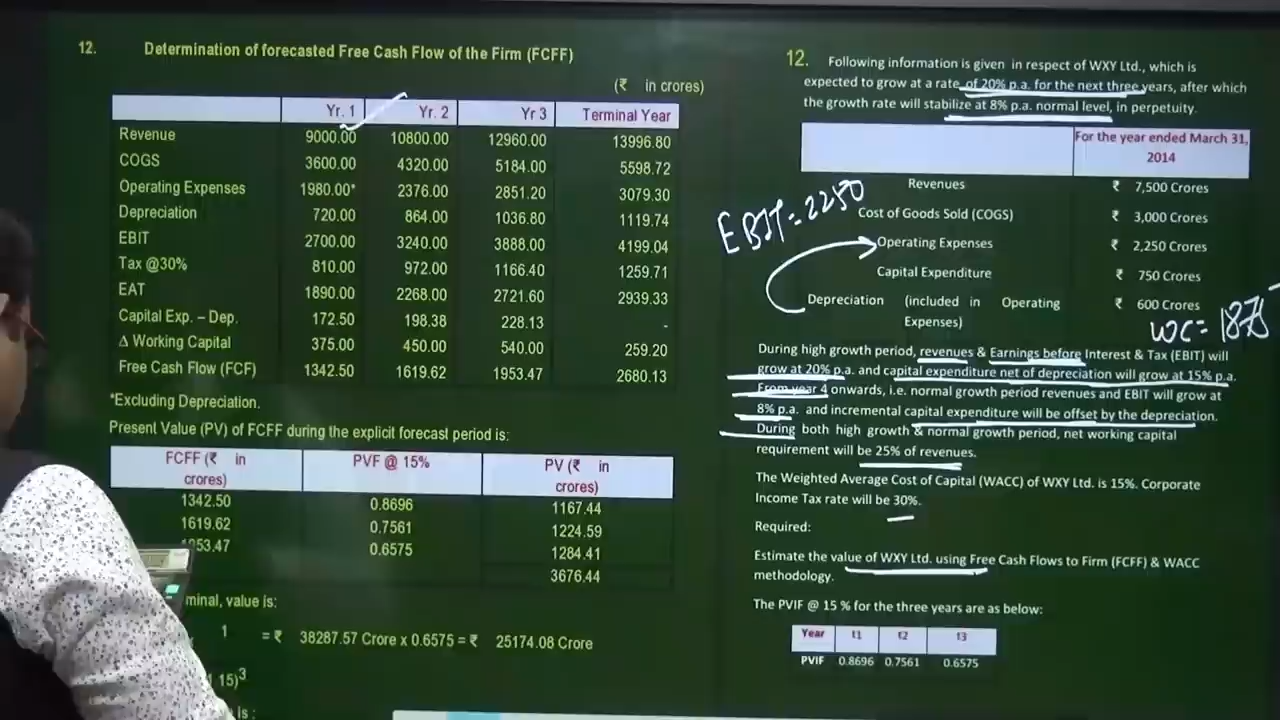 12. Determination of forecasted Free Cash Flow of the Firm (FCFF)
(₹ in crores)
Yr. 1 Yr. 2 Yr 3 Terminal Year
Revenue 9000.00 10800.00 12960.00 13996.80
COGS 3600.00 4320.00 5184.00 5598.72
Operating Expenses 1980.00* 2376.00 2851.20 3079.30
Depreciation 720.00 864.00 1036.80 1119.74
EBIT 2700.00 3240.00 3888.00 4199.04
Tax @30% 810.00 972.00 1166.40 1259.71
EAT 1890.00 2268.00 2721.60 2939.33
Capital Exp. – Dep. 172.50 198.38 228.13 -
Δ Working Capital 375.00 450.00 540.00 259.20
Free Cash Flow (FCF) 1342.50 1619.62 1953.47 2680.13
*Excluding Depreciation.
Present Value (PV) of FCFF during the explicit forecast period is:
FCFF (₹ in crores) PVF @ 15% PV (₹ in crores)
1342.50 0.8696 1167.44
1619.62 0.7561 1224.59
953.47 0.6575 1284.41
3676.44
minal, value is:
1 = ₹ 38287.57 Crore x 0.6575 = ₹ 25174.08 Crore
15)³
is :
12. Following information is given in respect of WXY Ltd., which is
expected to grow at a rate of 20% p.a. for the next three years, after which
the growth rate will stabilize at 8% p.a. normal level, in perpetuity.
For the year ended March 31,
2014
Revenues ₹ 7,500 Crores
EBIT = 2250
Cost of Goods Sold (COGS) ₹ 3,000 Crores
Operating Expenses ₹ 2,250 Crores
Capital Expenditure ₹ 750 Crores
Depreciation (included in Operating ₹ 600 Crores
Expenses)
WC = 1875
During high growth period, revenues & Earnings before Interest & Tax (EBIT) will
grow at 20% p.a. and capital expenditure net of depreciation will grow at 15% p.a.
From year 4 onwards, i.e. normal growth period revenues and EBIT will grow at
8% p.a. and incremental capital expenditure will be offset by the depreciation.
During both high growth & normal growth period, net working capital
requirement will be 25% of revenues.
The Weighted Average Cost of Capital (WACC) of WXY Ltd. is 15%. Corporate
Income Tax rate will be 30%.
Required:
Estimate the value of WXY Ltd. using Free Cash Flows to Firm (FCFF) & WACC
methodology.
The PVIF @ 15 % for the three years are as below:
Year t1 t2 t3
PVIF 0.8696 0.7561 0.6575